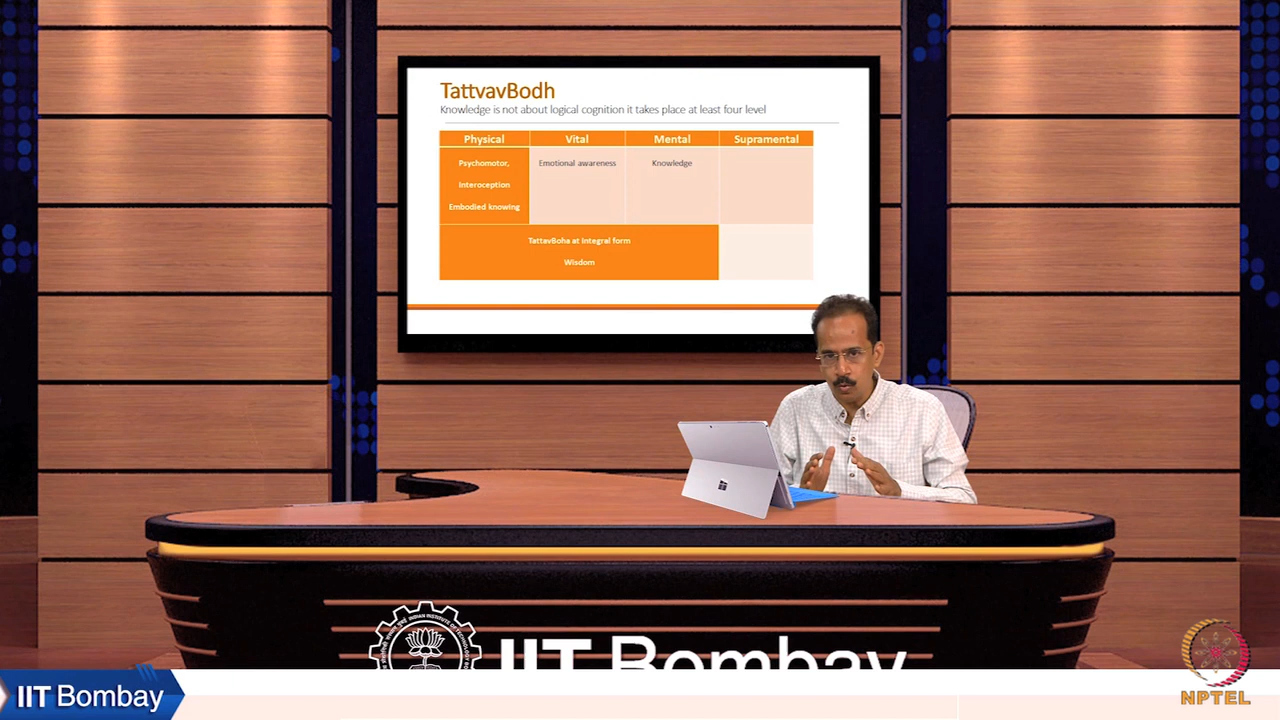 TattvavBodh
Knowledge is not about logical cognition it takes place at least four level
Physical Vital Mental Supramental
Psychomotor, Emotional awareness Knowledge
Interoception
Embodied knowing
TattavBoha at Integral form
Wisdom
IIT Bombay
IIT Bombay
NPTEL